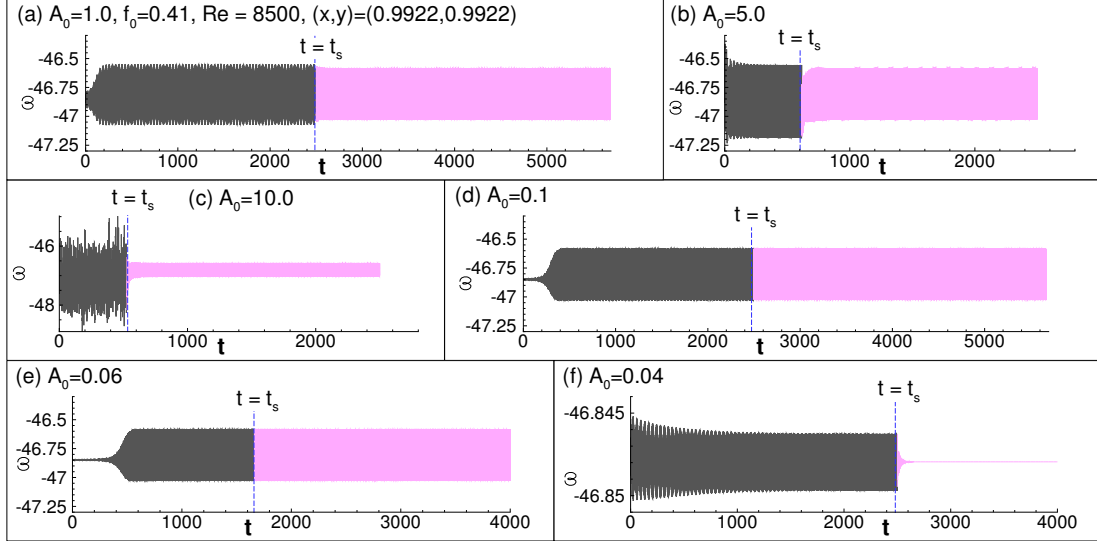 (a) A₀=1.0, f₀=0.41, Re = 8500, (x,y)=(0.9922,0.9922)
t = tₛ
-46.5
-46.75
ω
-47
-47.25
0 1000 2000 3000 4000 5000
t
(b) A₀=5.0
t = tₛ
-46.5
-46.75
ω
-47
-47.25
0 1000 2000
t
t = tₛ (c) A₀=10.0
-46
ω
-48
0 1000 2000
t
(d) A₀=0.1
t = tₛ
-46.5
-46.75
ω
-47
-47.25
0 1000 2000 3000 4000 5000
t
(e) A₀=0.06
t = tₛ
-46.5
-46.75
ω
-47
-47.25
0 1000 2000 3000 4000
t
(f) A₀=0.04
t = tₛ
-46.845
ω
-46.85
0 1000 2000 3000 4000
t